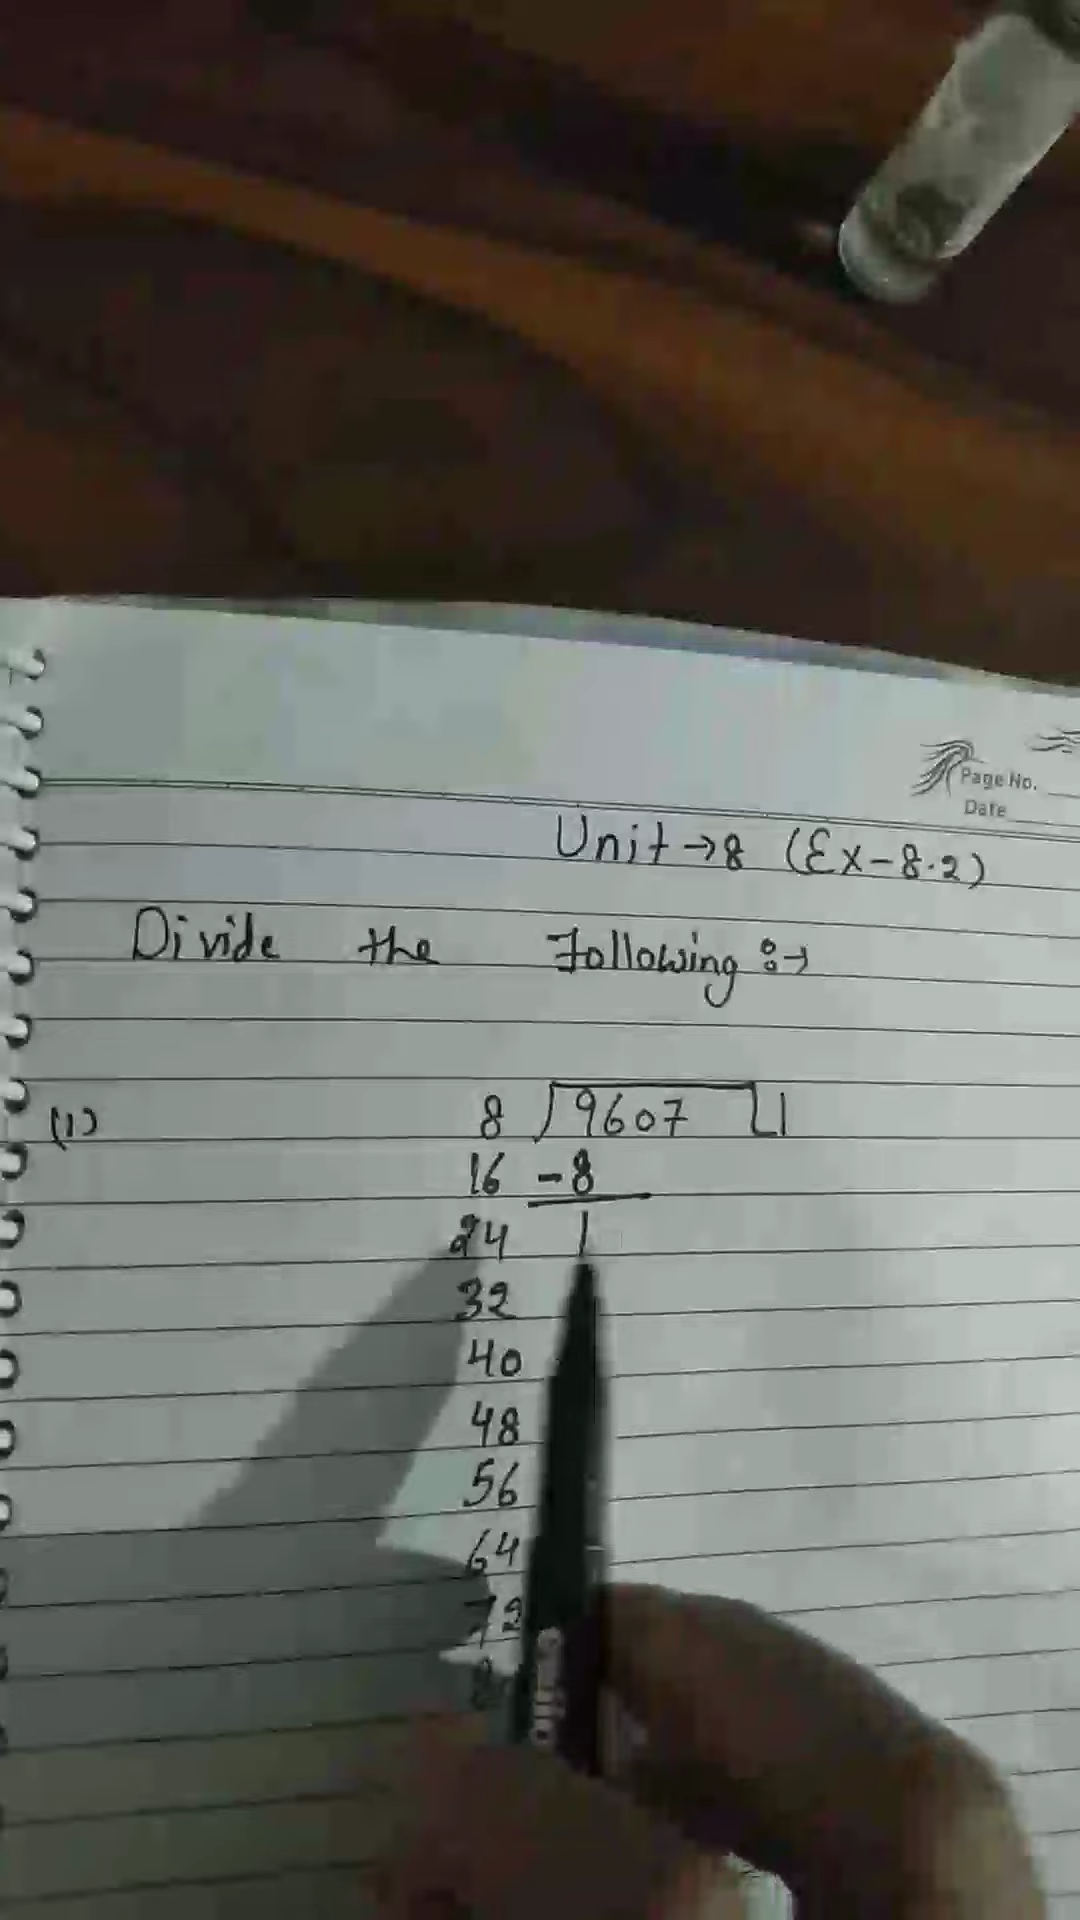 Page No.
Date
Unit → 8 (Ex-8.2)
Divide the following :→
(1) 8 ) 9607 1
16 -8
24 1
32
40
48
56
64
72